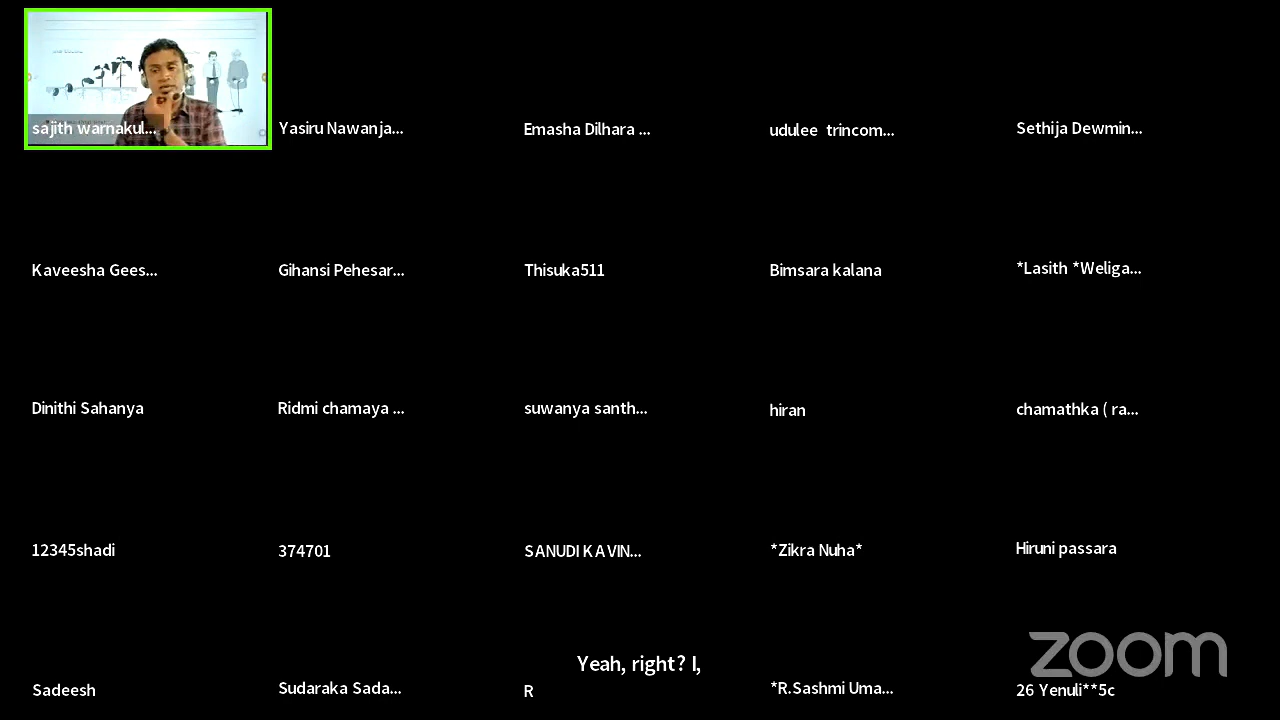 sajith warnakul...
Yasiru Nawanja...
Emasha Dilhara ...
udulee trincom...
Sethija Dewmin...
Kaveesha Gees...
Gihansi Pehesar...
Thisuka511
Bimsara kalana
*Lasith *Weliga...
Dinithi Sahanya
Ridmi chamaya ...
suwanya santh...
hiran
chamathka ( ra...
12345shadi
374701
SANUDI KAVIN...
*Zikra Nuha*
Hiruni passara
Yeah, right? I,
zoom
Sadeesh
Sudaraka Sada...
R
*R.Sashmi Uma...
26 Yenuli**5c